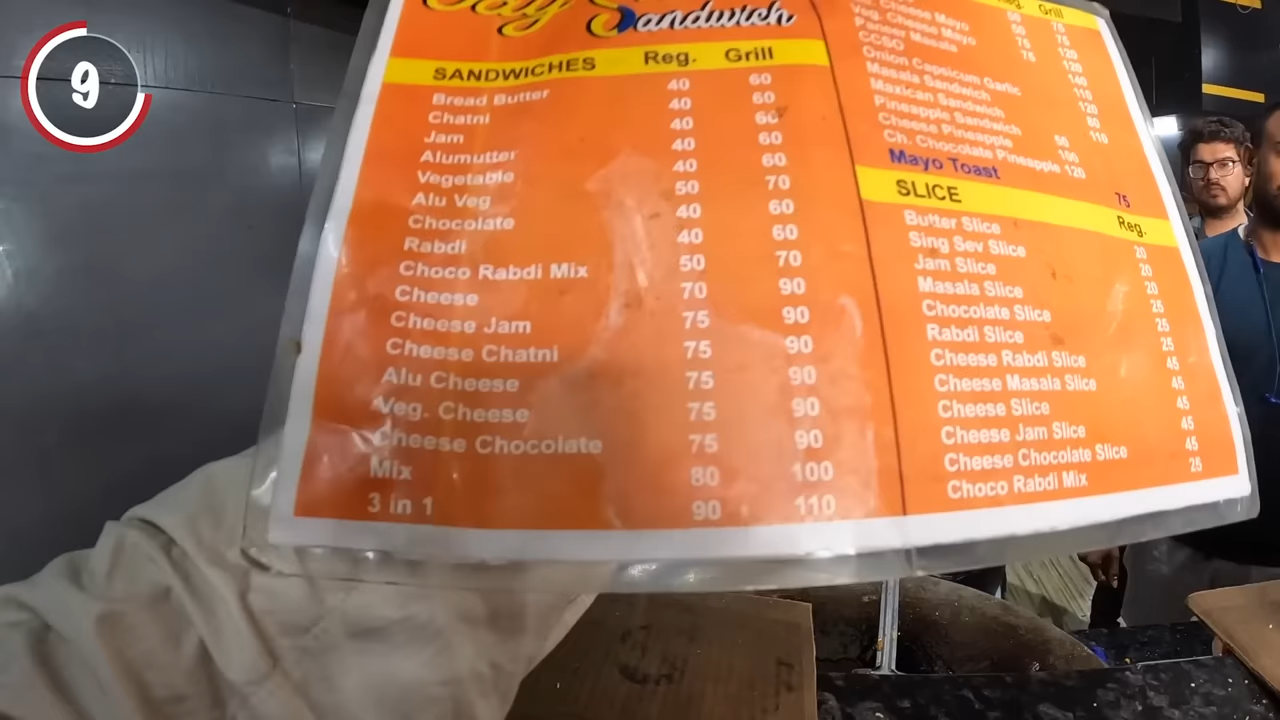 9
Jay Sandwich
SANDWICHES Reg. Grill
Bread Butter 40 60
Chatni 40 60
Jam 40 60
Alumutter 40 60
Vegetable 40 60
Alu Veg 50 70
Chocolate 40 60
Rabdi 40 60
Choco Rabdi Mix 50 70
Cheese 70 90
Cheese Jam 75 90
Cheese Chatni 75 90
Alu Cheese 75 90
Veg. Cheese 75 90
Cheese Chocolate 75 90
Mix 80 100
3 in 1 90 110
Reg. Grill
Cheese Mayo 50 75
Veg. Cheese Mayo 50 75
Paneer Masala 75 120
CCSO 75 120
Onion Capsicum Garlic 140
Masala Sandwich 110
Maxican Sandwich 120
Pineapple Sandwich 50 80
Cheese Pineapple 100 110
Ch. Chocolate Pineapple 120
Mayo Toast 75
SLICE Reg.
Butter Slice 20
Sing Sev Slice 20
Jam Slice 20
Masala Slice 25
Chocolate Slice 25
Rabdi Slice 25
Cheese Rabdi Slice 45
Cheese Masala Slice 45
Cheese Slice 45
Cheese Jam Slice 45
Cheese Chocolate Slice 45
Choco Rabdi Mix 25